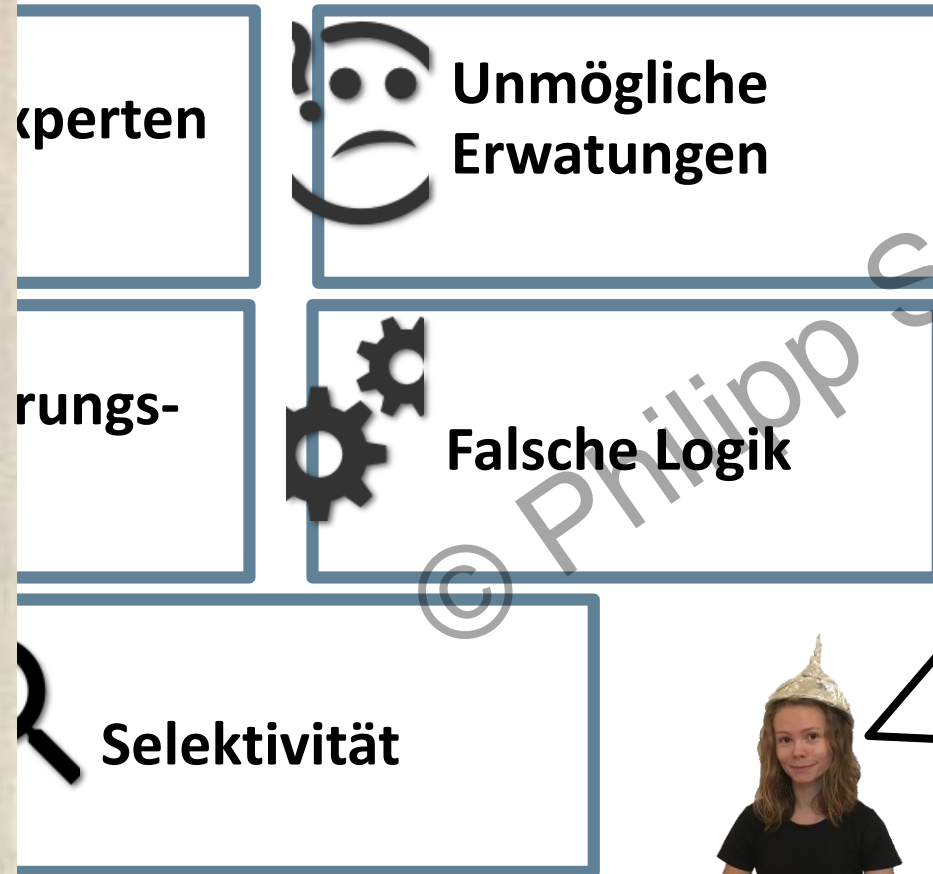 xperten
Unmögliche
Erwatungen
rungs-
Falsche Logik
Selektivität
© Philipp S